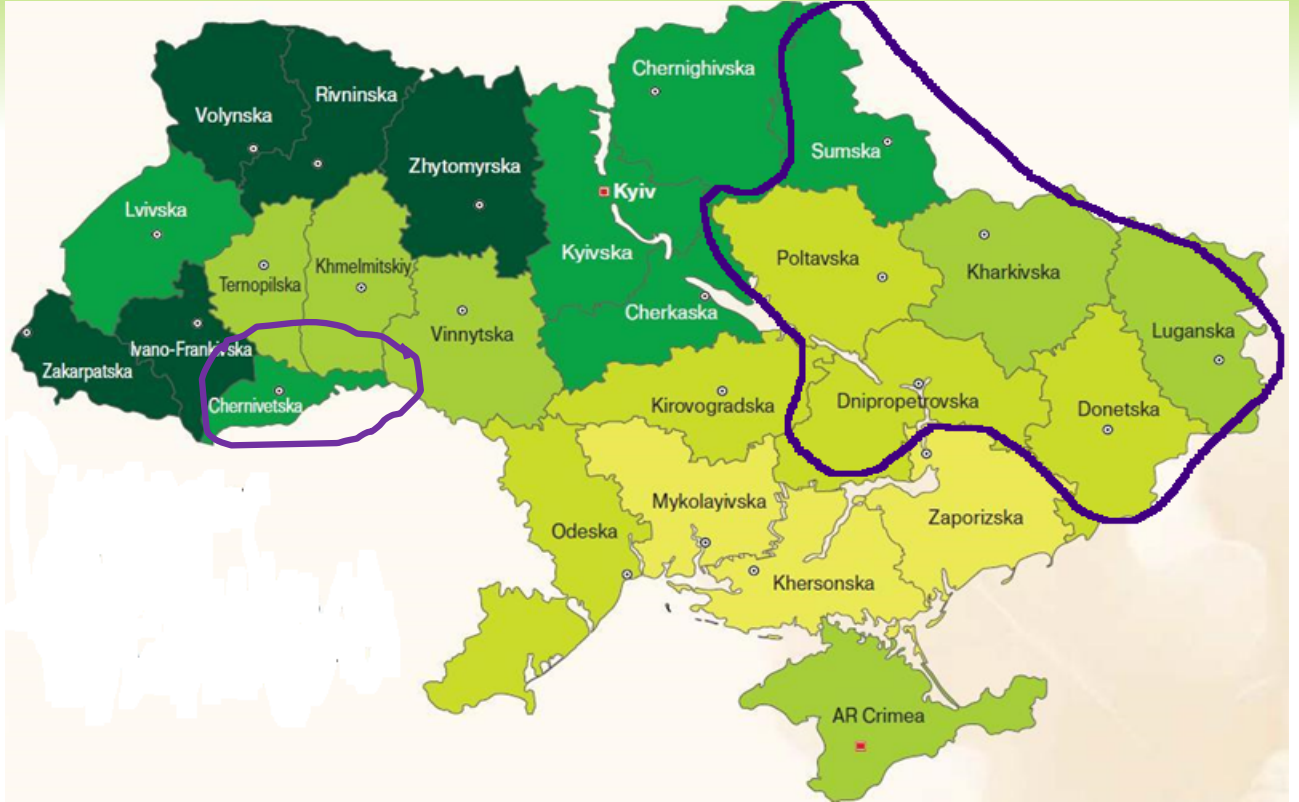 Chernighivska
Rivninska
Volynska
Sumska
Zhytomyrska
Kyiv
Lvivska
Kyivska
Poltavska
Khmelmitskiy
Kharkivska
Ternopilska
Cherkaska
Vinnytska
Luganska
Ivano-Frankivska
Zakarpatska
Chernivetska
Kirovogradska
Dnipropetrovska
Donetska
Mykolayivska
Zaporizska
Odeska
Khersonska
AR Crimea